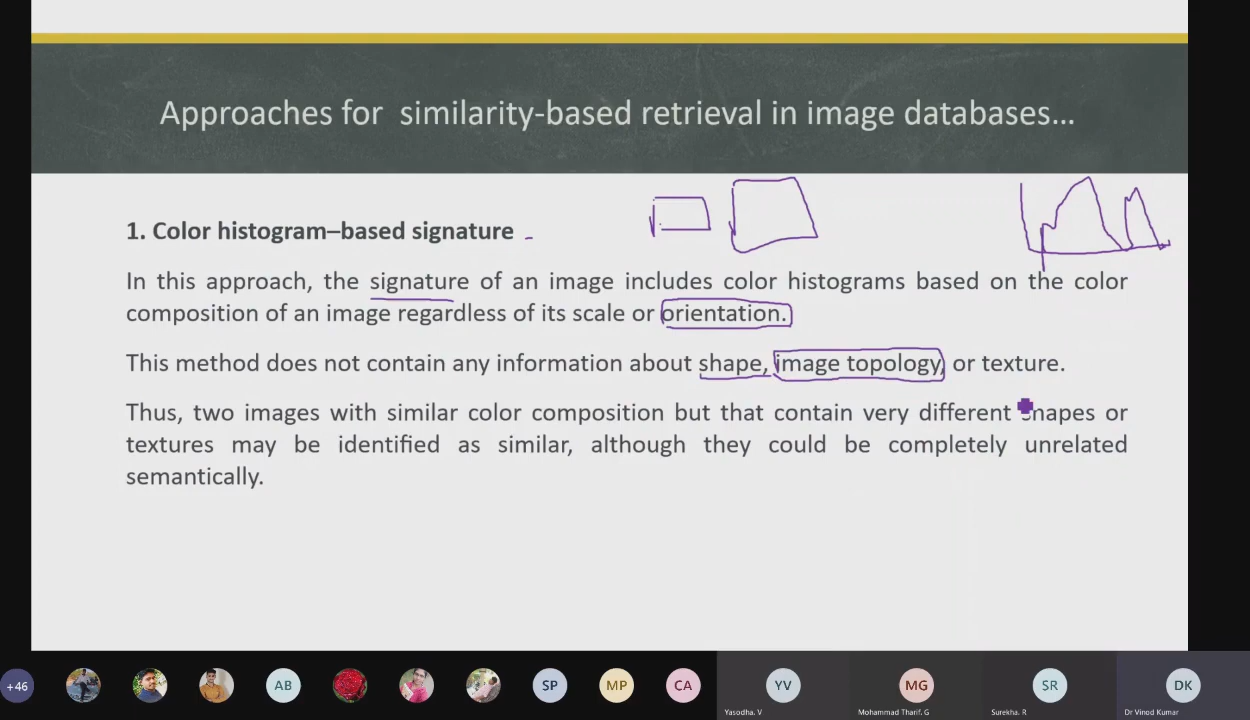 Approaches for similarity-based retrieval in image databases...
1. Color histogram–based signature
In this approach, the signature of an image includes color histograms based on the color
composition of an image regardless of its scale or orientation.
This method does not contain any information about shape, image topology, or texture.
Thus, two images with similar color composition but that contain very different shapes or
textures may be identified as similar, although they could be completely unrelated
semantically.
+46
AB
SP
MP
CA
YV
MG
SR
DK
Yasodha. V
Mohammad Tharif. G
Surekha. R
Dr Vinod Kumar